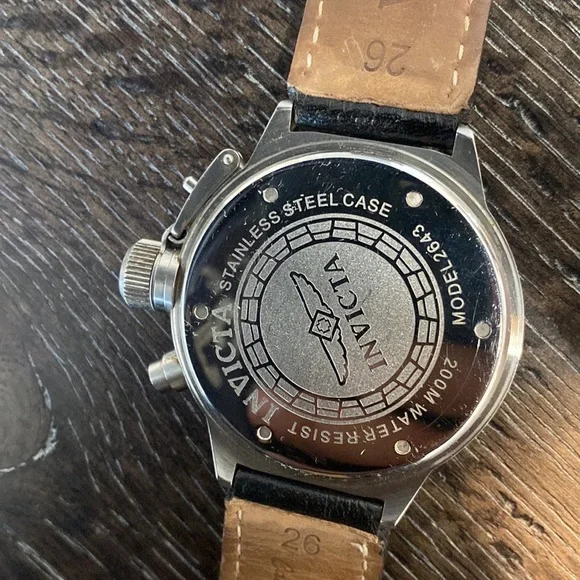 26
INVICTA STAINLESS STEEL CASE
MODEL 2643
200M WATER RESIST
INVICTA
26